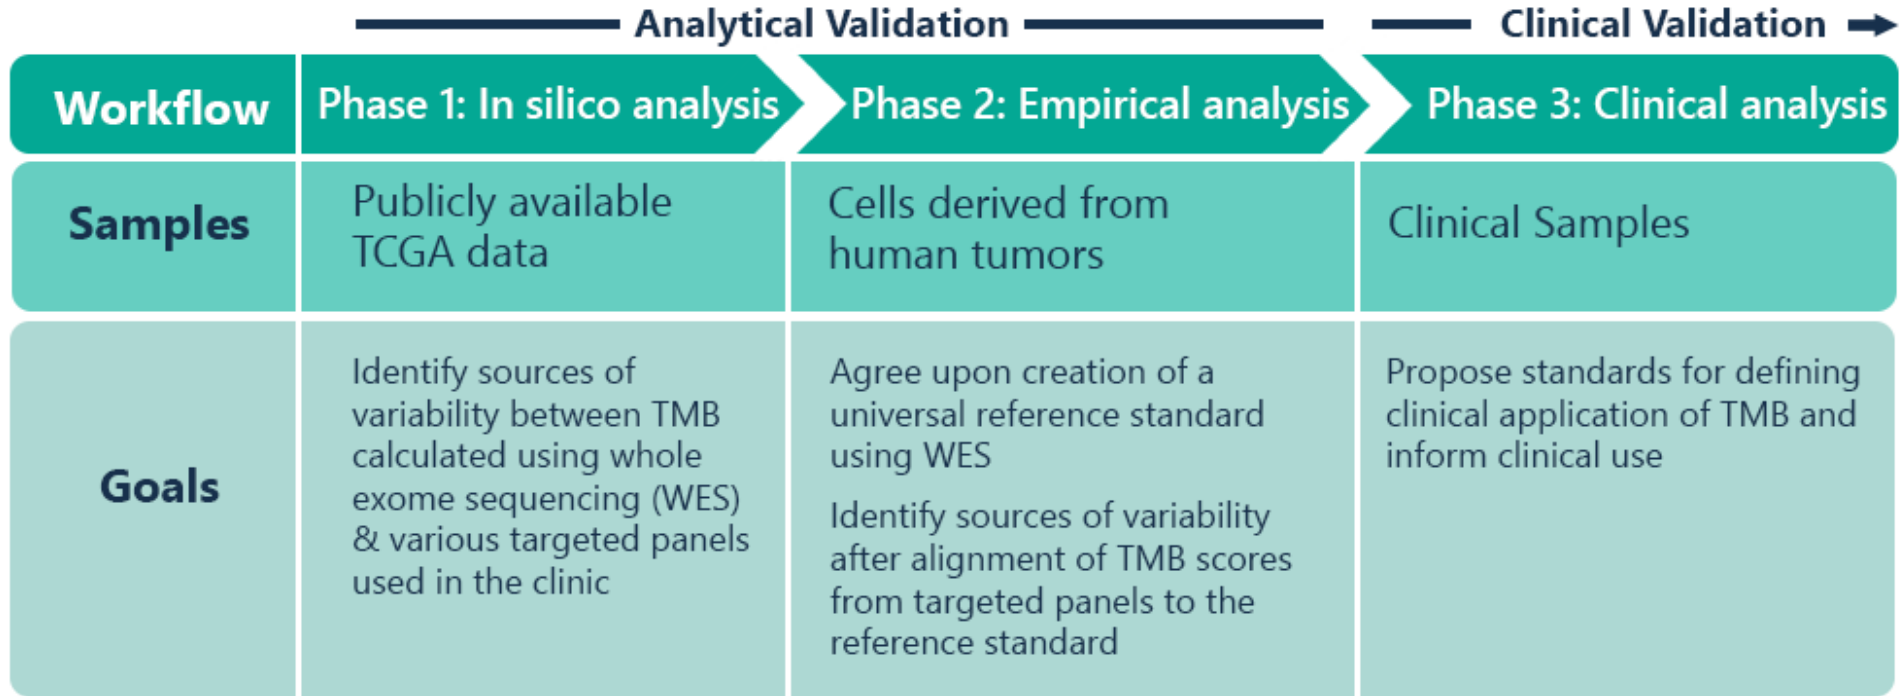 Analytical Validation
Clinical Validation
Workflow
Phase 1: In silico analysis
Phase 2: Empirical analysis
Phase 3: Clinical analysis
Samples
Publicly available
TCGA data
Cells derived from
human tumors
Clinical Samples
Goals
Identify sources of
variability between TMB
calculated using whole
exome sequencing (WES)
& various targeted panels
used in the clinic
Agree upon creation of a
universal reference standard
using WES
Identify sources of variability
after alignment of TMB scores
from targeted panels to the
reference standard
Propose standards for defining
clinical application of TMB and
inform clinical use